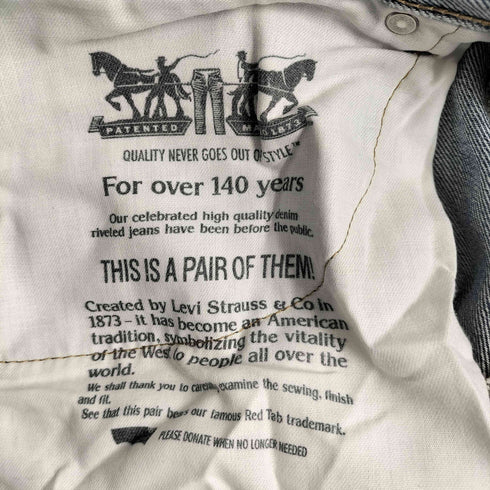 PATENTED MAY 1873
QUALITY NEVER GOES OUT OF STYLE™
For over 140 years
Our celebrated high quality denim
riveted jeans have been before the public.
THIS IS A PAIR OF THEM!
Created by Levi Strauss & Co in
1873 – it has become an American
tradition, symbolizing the vitality
of the West to people all over the
world.
We shall thank you to carefully examine the sewing, finish
and fit.
See that this pair bears our famous Red Tab trademark.
PLEASE DONATE WHEN NO LONGER NEEDED